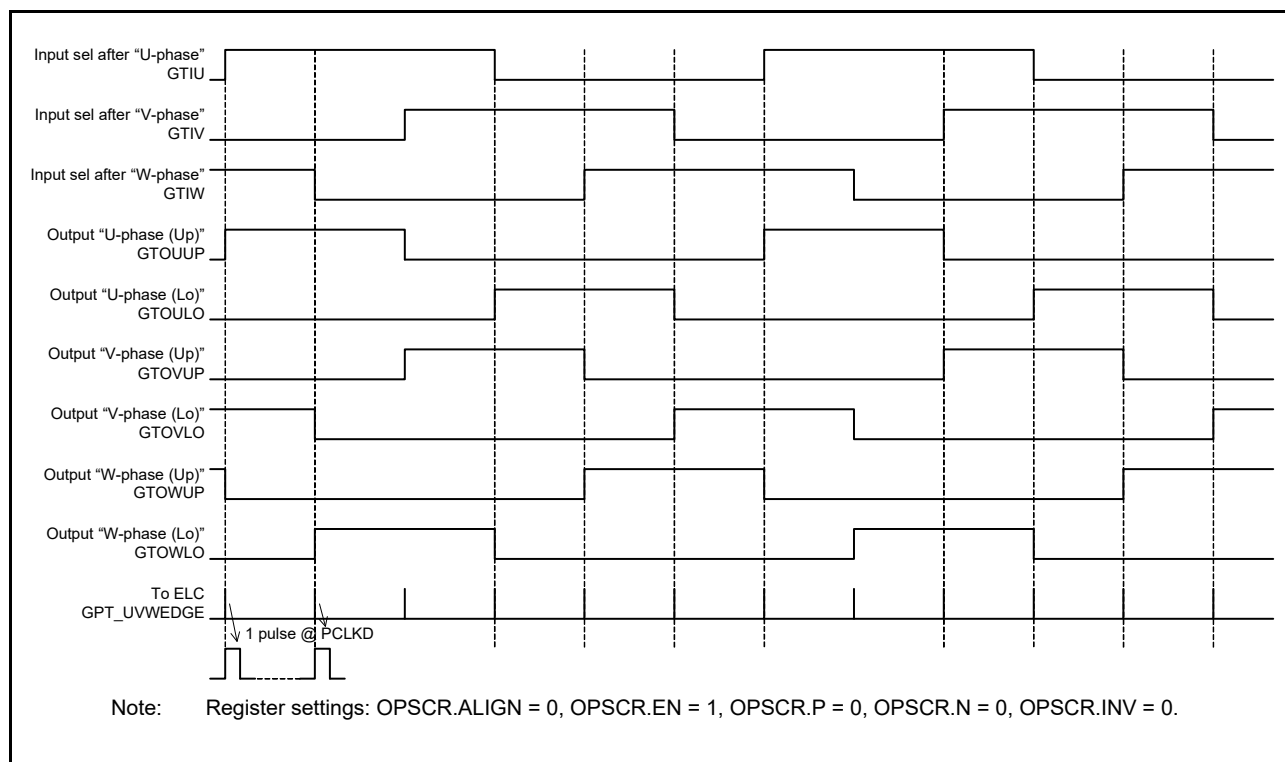 Input sel after “U-phase”
GTIU
Input sel after “V-phase”
GTIV
Input sel after “W-phase”
GTIW
Output “U-phase (Up)”
GTOUUP
Output “U-phase (Lo)”
GTOULO
Output “V-phase (Up)”
GTOVUP
Output “V-phase (Lo)”
GTOVLO
Output “W-phase (Up)”
GTOWUP
Output “W-phase (Lo)”
GTOWLO
To ELC
GPT_UVWEDGE
1 pulse @ PCLKD
Note: Register settings: OPSCR.ALIGN = 0, OPSCR.EN = 1, OPSCR.P = 0, OPSCR.N = 0, OPSCR.INV = 0.